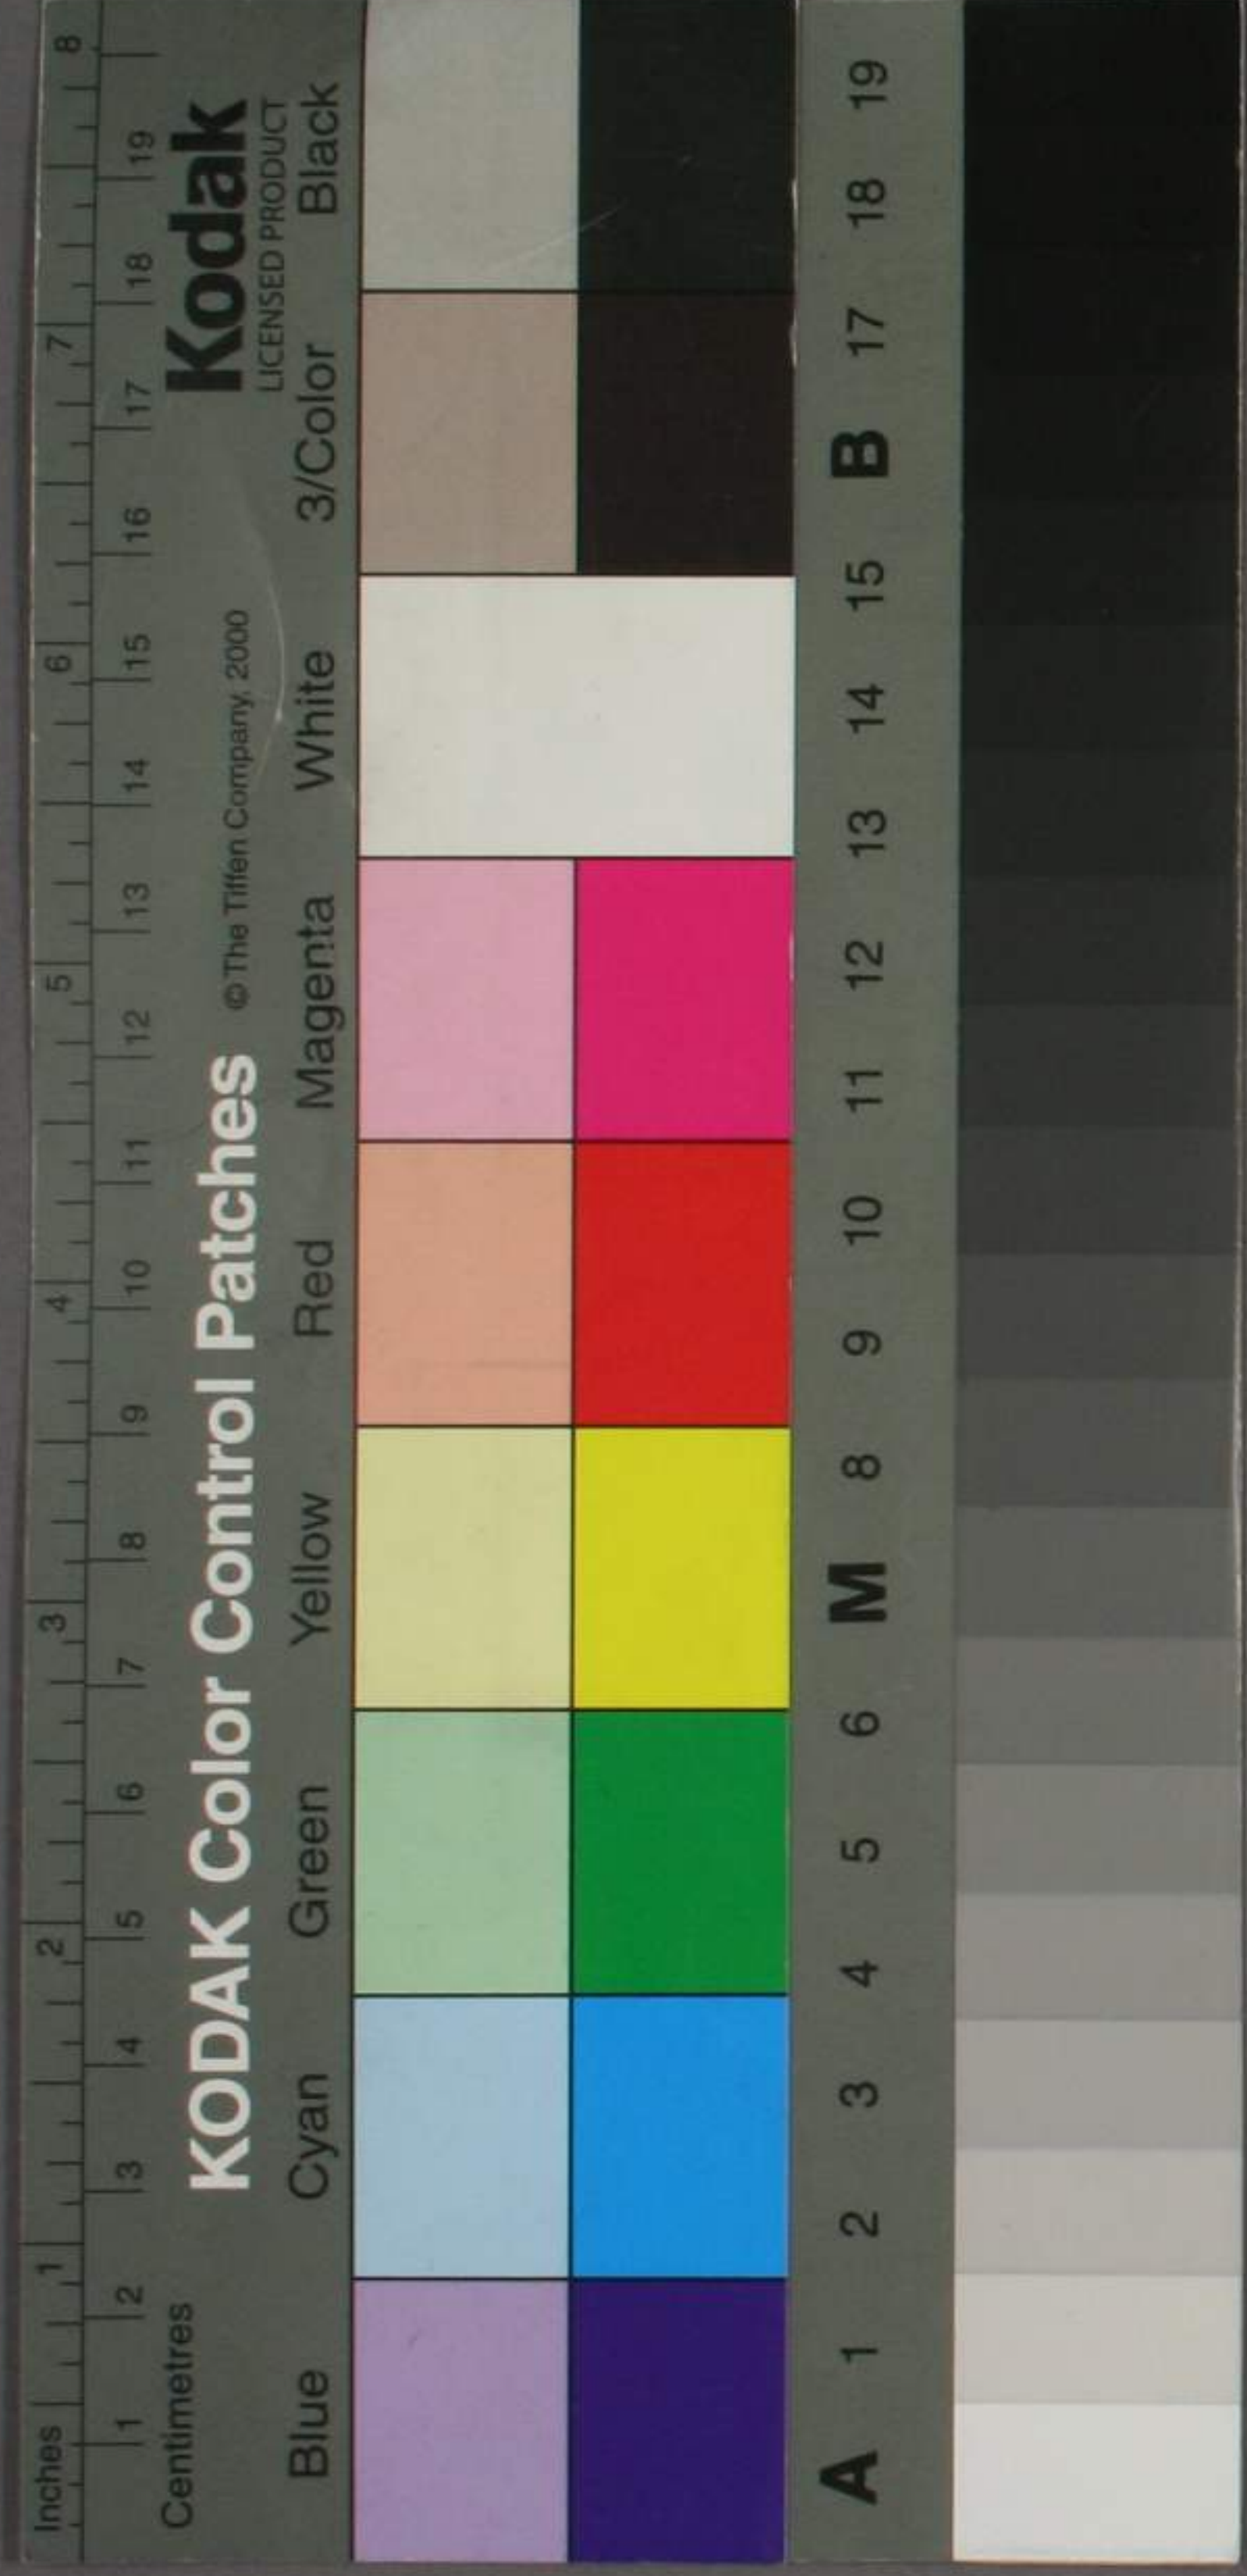 Inches 1 2 3 4 5 6 7 8
1 2 3 4 5 6 7 8 9 10 11 12 13 14 15 16 17 18 19
Centimetres
KODAK Color Control Patches © The Tiffen Company, 2000
Kodak
LICENSED PRODUCT
Blue Cyan Green Yellow Red Magenta White 3/Color Black
A 1 2 3 4 5 6 M 8 9 10 11 12 13 14 15 B 17 18 19